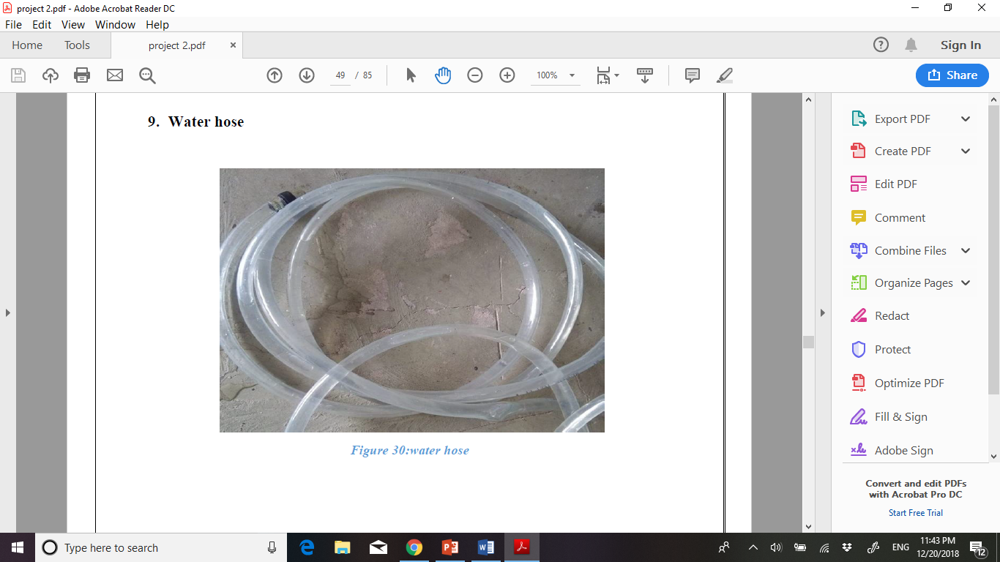 project 2.pdf - Adobe Acrobat Reader DC
File Edit View Window Help
Home Tools project 2.pdf Sign In
49 / 85 100% Share
9. Water hose
Figure 30:water hose
Export PDF
Create PDF
Edit PDF
Comment
Combine Files
Organize Pages
Redact
Protect
Optimize PDF
Fill & Sign
Adobe Sign
Convert and edit PDFs
with Acrobat Pro DC
Start Free Trial
Type here to search
ENG
11:43 PM
12/20/2018
12